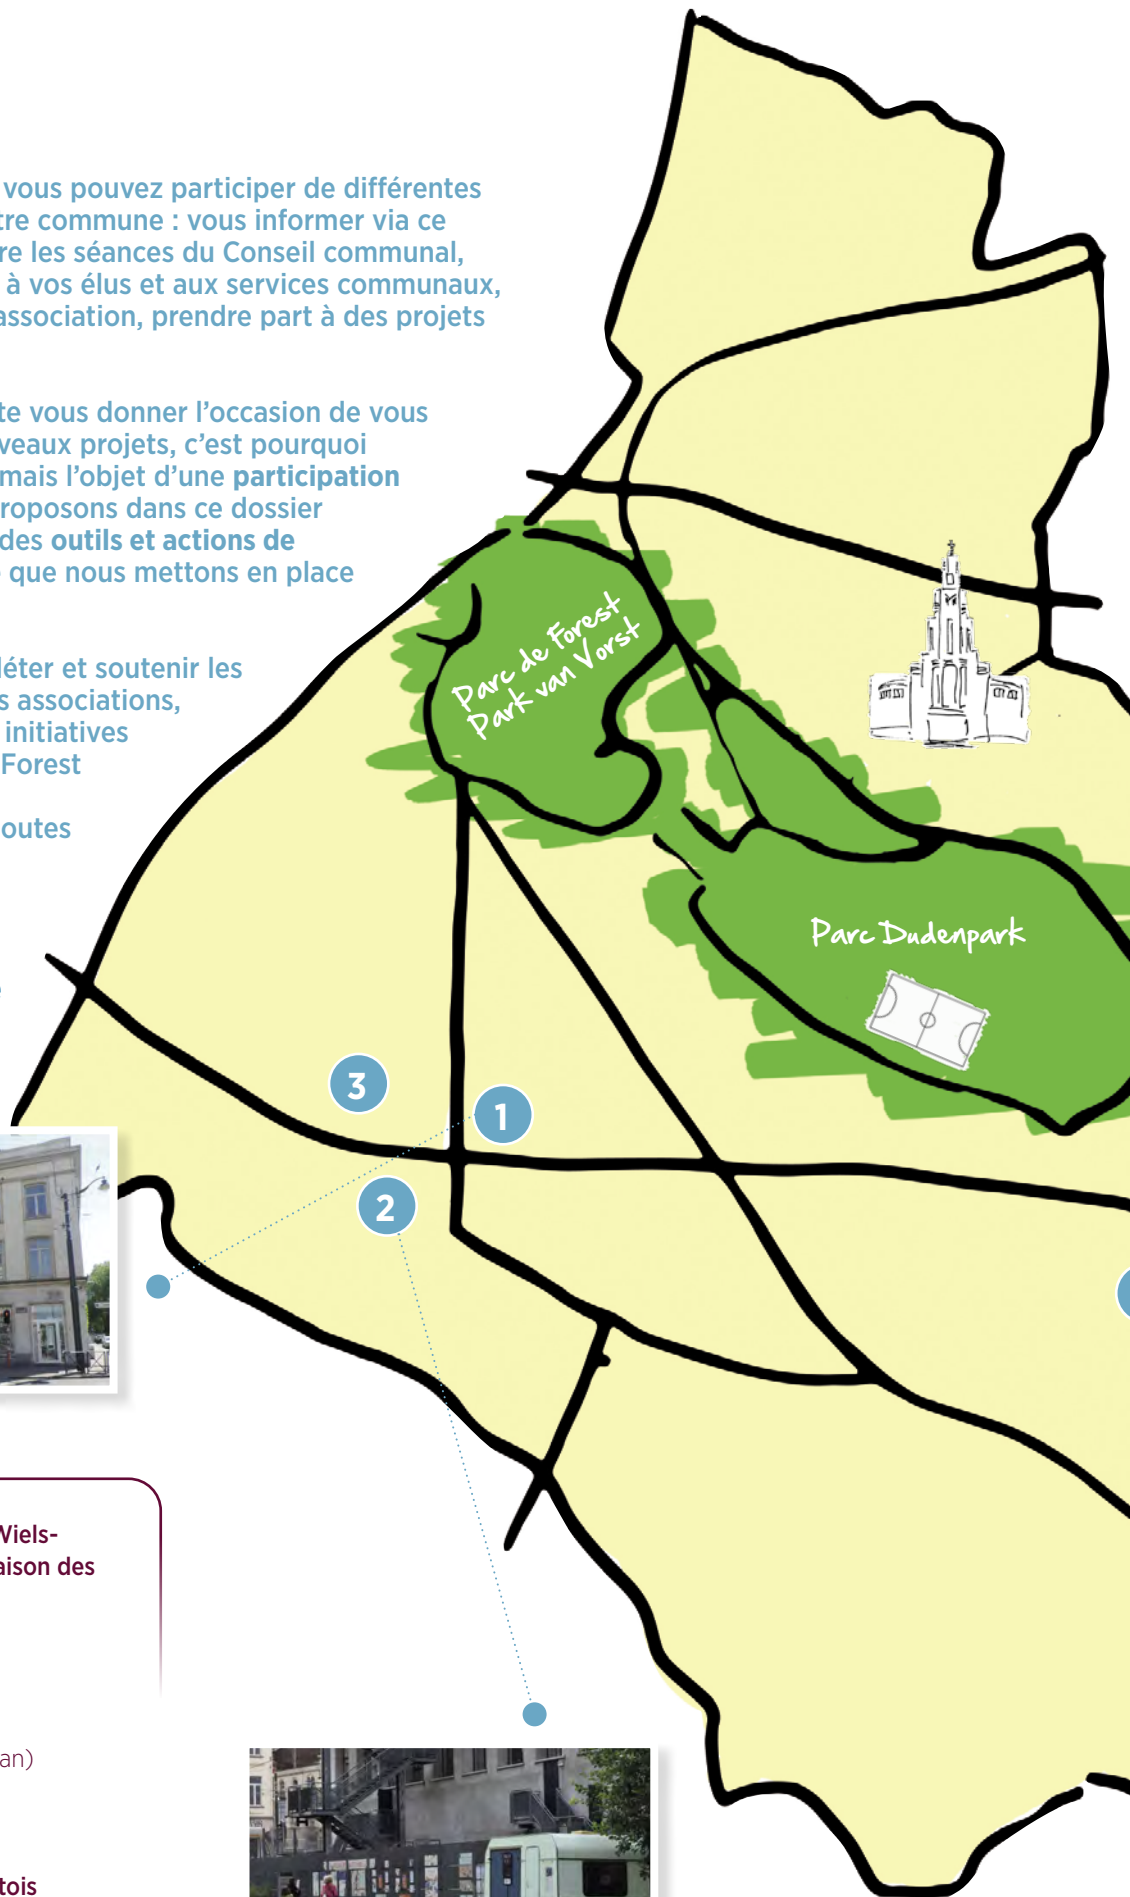 vous pouvez participer de différentes
tre commune : vous informer via ce
re les séances du Conseil communal,
à vos élus et aux services communaux,
association, prendre part à des projets
te vous donner l’occasion de vous
veaux projets, c’est pourquoi
mais l’objet d’une participation
roposons dans ce dossier
des outils et actions de
que nous mettons en place
léter et soutenir les
s associations,
initiatives
Forest
outes
Parc de Forest
Park van Vorst
Parc Dudenpark
3
1
2
Wiels-
aison des
an)
tois